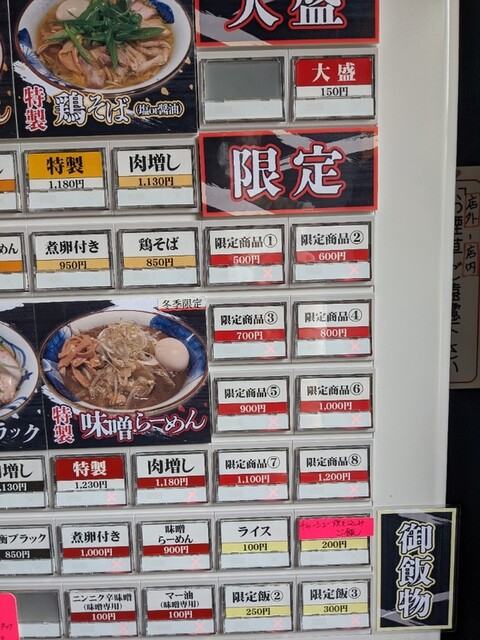 大盛
特製
鶏そば(塩or醤油)
大盛
150円
特製
1,180円
肉増し
1,130円
限定
煮卵付き
950円
鶏そば
850円
限定商品①
500円
限定商品②
600円
冬季限定
限定商品③
700円
限定商品④
800円
特製
味噌らーめん
ブラック
限定商品⑤
900円
限定商品⑥
1,000円
増し
,130円
特製
1,230円
肉増し
1,180円
限定商品⑦
1,100円
限定商品⑧
1,200円
ブラック
850円
煮卵付き
1,000円
味噌
らーめん
900円
ライス
100円
ご飯
200円
御飯物
ニンニク辛味噌
(味噌専用)
100円
マー油
(味噌専用)
100円
限定飯②
250円
限定飯③
300円
店外,店内